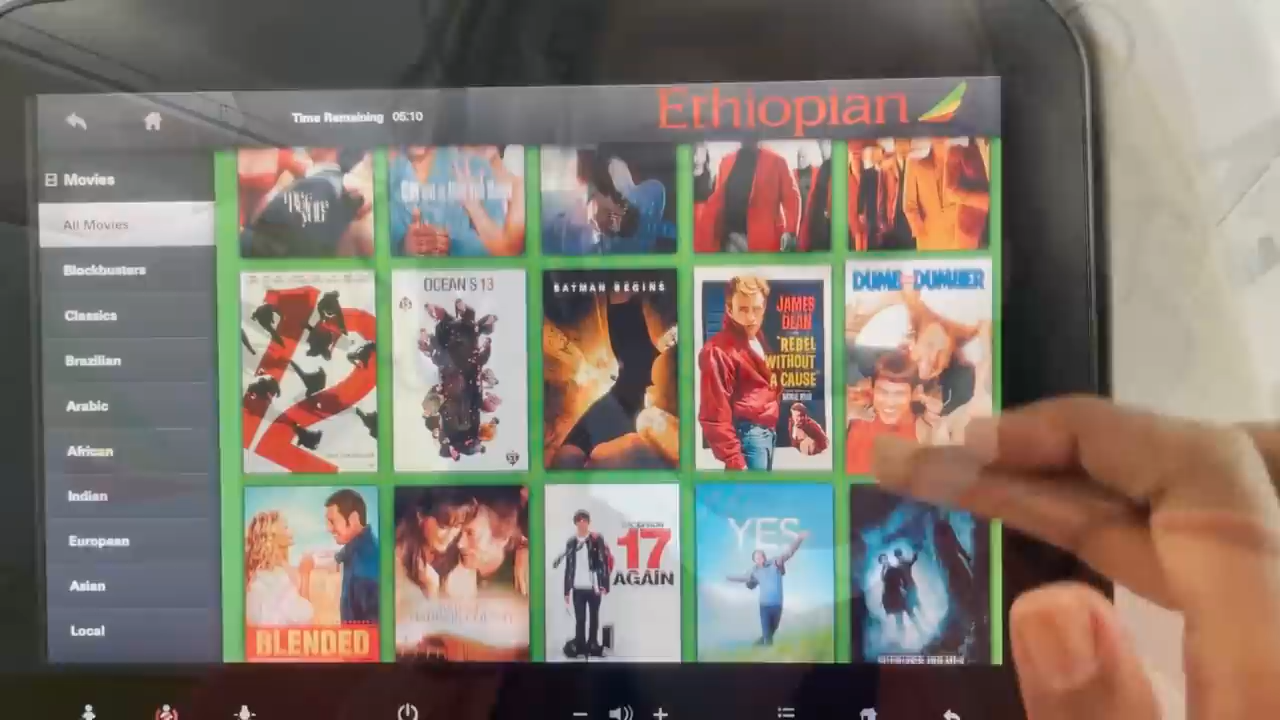 Time Remaining 05:10
Ethiopian
Movies
All Movies
Blockbusters
Classics
Brazilian
Arabic
African
Indian
European
Asian
Local
OCEAN'S 13
BATMAN BEGINS
JAMES
DEAN
"REBEL
WITHOUT
A CAUSE"
DUMB AND DUMBER
BLENDED
17
AGAIN
YES